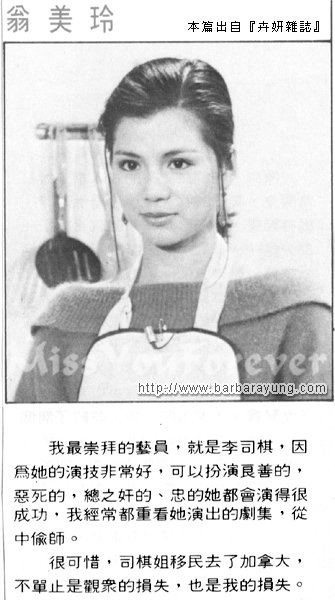 翁美玲
本篇出自『卉妍雜誌』
Miss You Forever
http://www.barbarayung.com/
我最崇拜的藝員，就是李司棋，因
為她的演技非常好，可以扮演良善的，
惡死的，總之奸的、忠的她都會演得很
成功，我經常都重看她演出的劇集，從
中偷師。
很可惜，司棋姐移民去了加拿大，
不單止是觀衆的損失，也是我的損失。